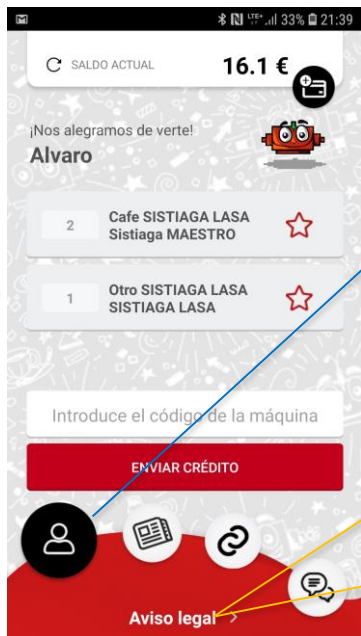 LTE+ 33% 21:39
SALDO ACTUAL 16.1 €
¡Nos alegramos de verte!
Alvaro
2 Cafe SISTIAGA LASA
Sistiaga MAESTRO
1 Otro SISTIAGA LASA
SISTIAGA LASA
Introduce el código de la máquina
ENVIAR CRÉDITO
Aviso legal >